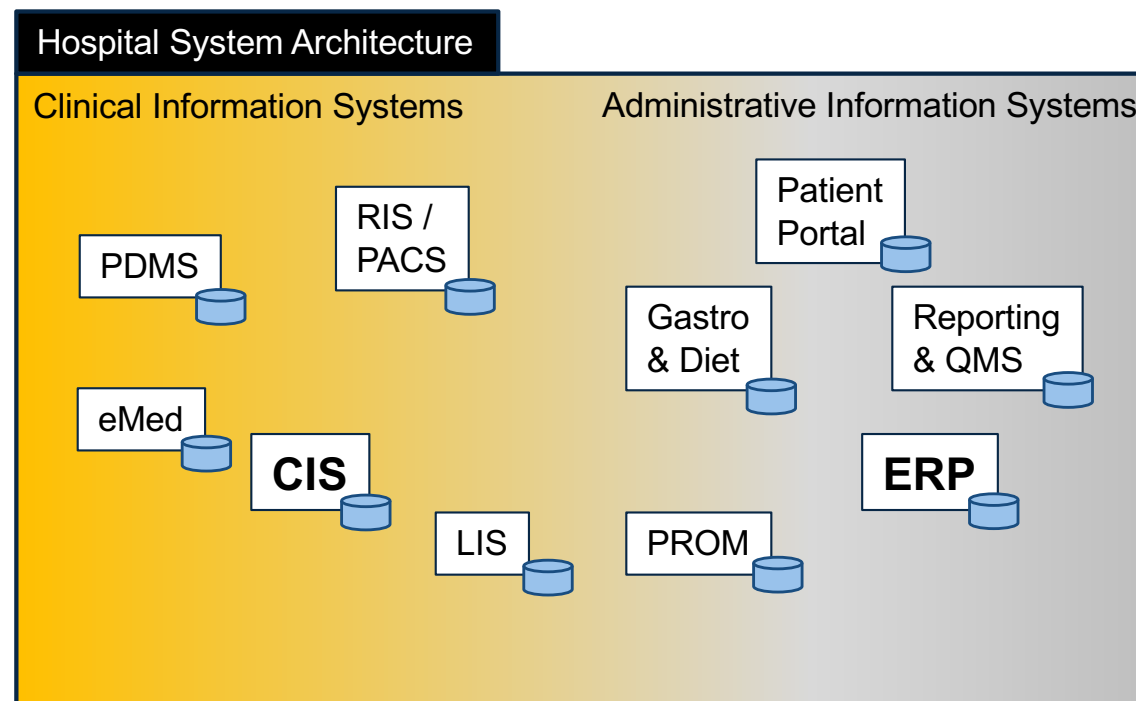 Hospital System Architecture
Clinical Information Systems
Administrative Information Systems
PDMS
RIS /
PACS
Patient
Portal
Gastro
& Diet
Reporting
& QMS
eMed
CIS
ERP
LIS
PROM